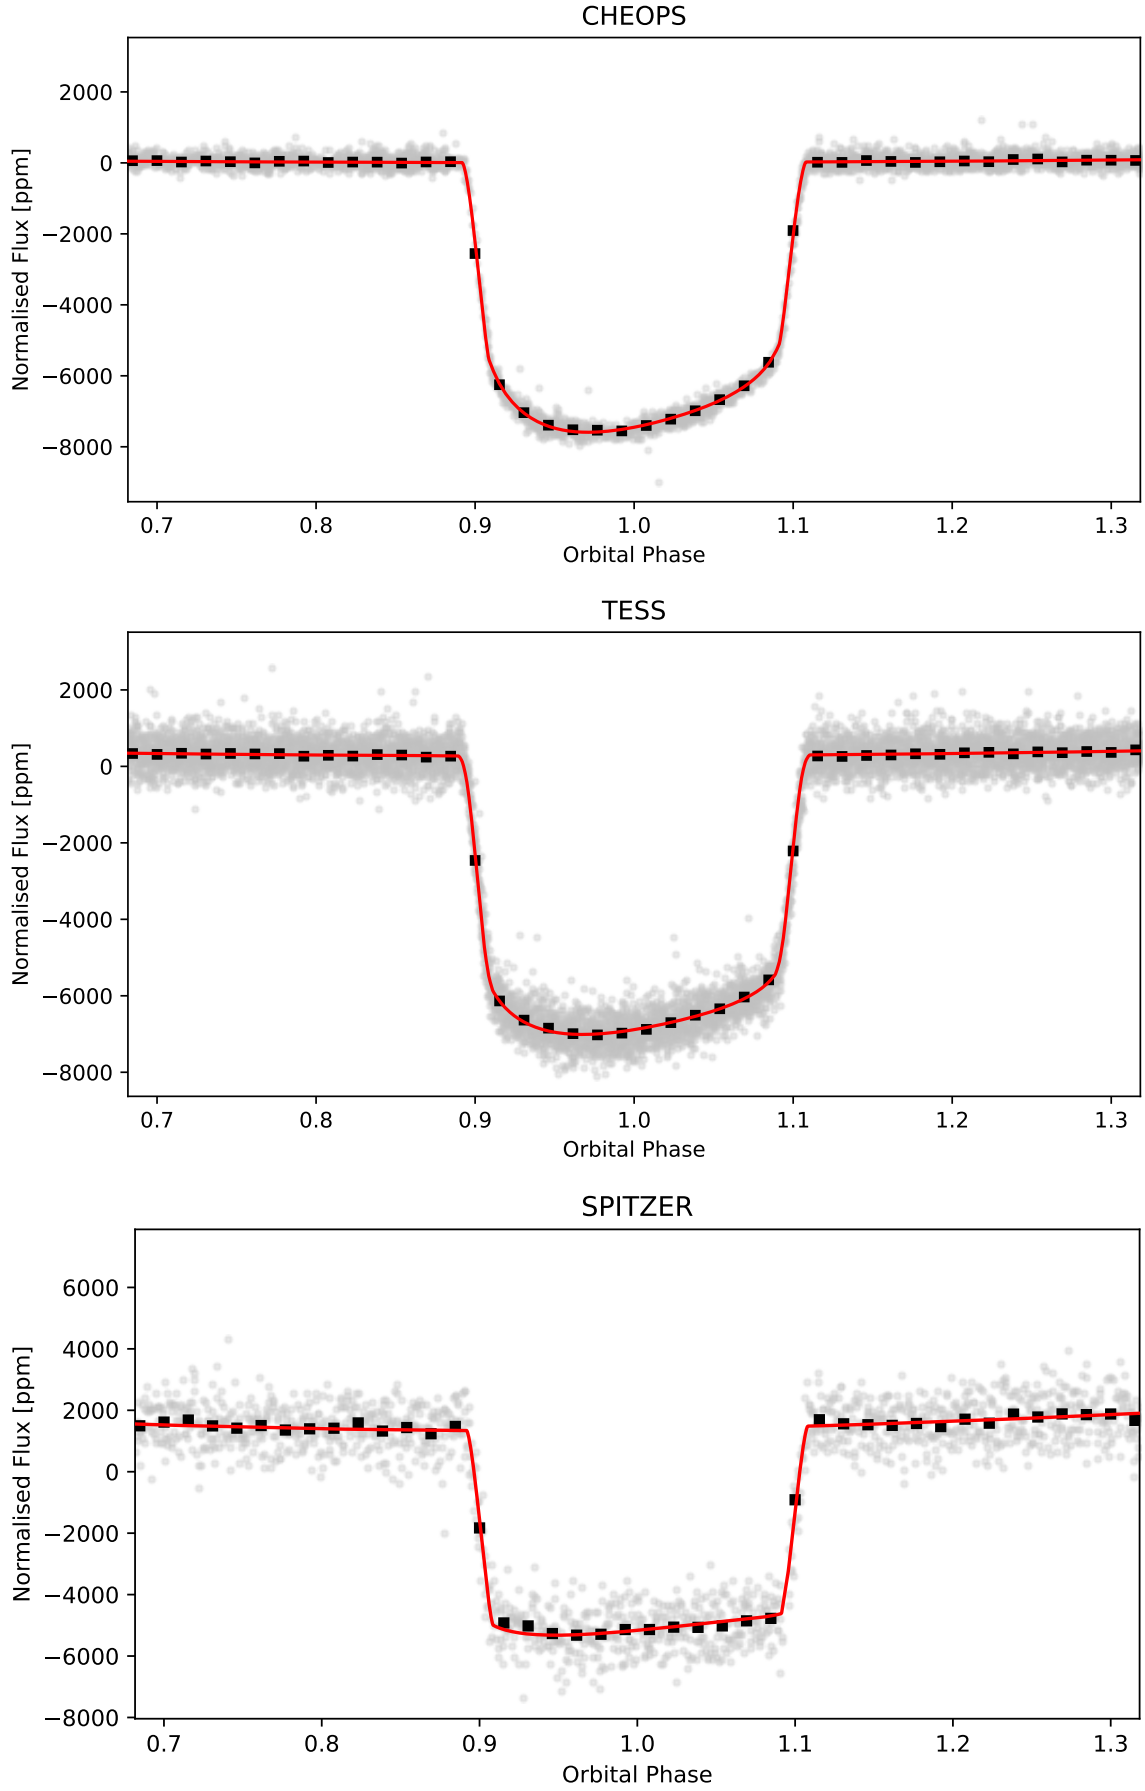 CHEOPS
Normalised Flux [ppm]
2000
0
−2000
−4000
−6000
−8000
0.7 0.8 0.9 1.0 1.1 1.2 1.3
Orbital Phase
TESS
Normalised Flux [ppm]
2000
0
−2000
−4000
−6000
−8000
0.7 0.8 0.9 1.0 1.1 1.2 1.3
Orbital Phase
SPITZER
Normalised Flux [ppm]
6000
4000
2000
0
−2000
−4000
−6000
−8000
0.7 0.8 0.9 1.0 1.1 1.2 1.3
Orbital Phase